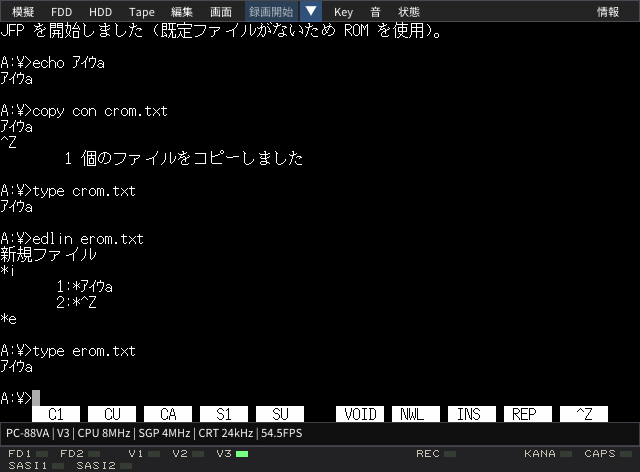 模擬 FDD HDD Tape 編集 画面 録画開始 ▼ Key 音 状態 情報
JFP を開始しました（既定ファイルがないため ROM を使用）。
A:¥>echo ｱｲｳa
ｱｲｳa
A:¥>copy con crom.txt
ｱｲｳa
^Z
1 個のファイルをコピーしました
A:¥>type crom.txt
ｱｲｳa
A:¥>edlin erom.txt
新規ファイル
*i
1:*ｱｲｳa
2:*^Z
*e
A:¥>type erom.txt
ｱｲｳa
A:¥>
C1 CU CA S1 SU VOID NWL INS REP ^Z
PC-88VA | V3 | CPU 8MHz | SGP 4MHz | CRT 24kHz | 54.5FPS
FD1 FD2 V1 V2 V3 REC KANA CAPS
SASI1 SASI2